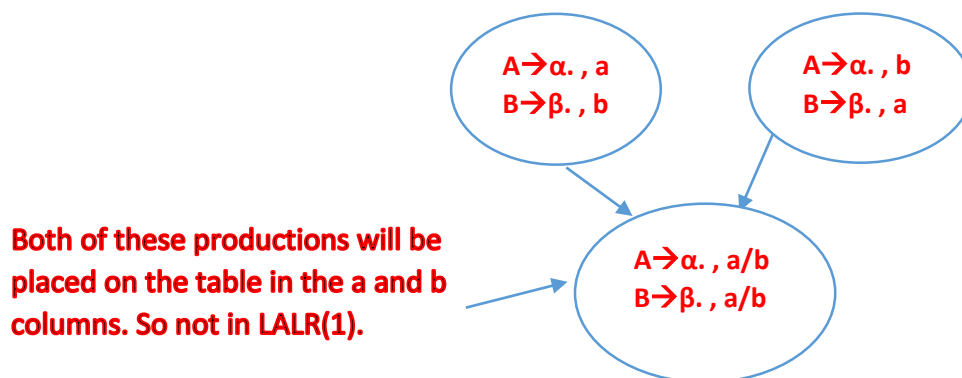 A→α. , a
B→β. , b
A→α. , b
B→β. , a
Both of these productions will be
placed on the table in the a and b
columns. So not in LALR(1).
A→α. , a/b
B→β. , a/b